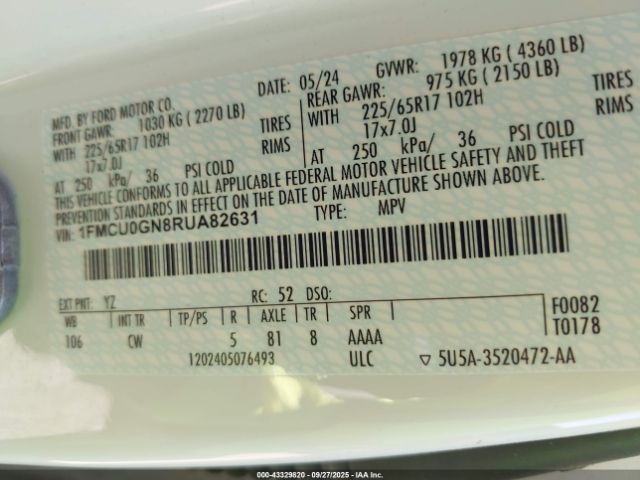 MFD. BY FORD MOTOR CO.
DATE: 05/24 GVWR: 1978 KG ( 4360 LB)
FRONT GAWR: 1030 KG ( 2270 LB) REAR GAWR: 975 KG ( 2150 LB)
WITH 225/65R17 102H TIRES WITH 225/65R17 102H TIRES
17x7.0J RIMS 17x7.0J RIMS
AT 250 kPa/ 36 PSI COLD AT 250 kPa/ 36 PSI COLD
THIS VEHICLE CONFORMS TO ALL APPLICABLE FEDERAL MOTOR VEHICLE SAFETY AND THEFT
PREVENTION STANDARDS IN EFFECT ON THE DATE OF MANUFACTURE SHOWN ABOVE.
VIN: 1FMCU0GN8RUA82631 TYPE: MPV
EXT PNT: YZ RC: 52 DSO: F0082
WB INT TR TP/PS R AXLE TR SPR T0178
106 CW 5 81 8 AAAA
1202405076493 ULC ▽ 5U5A-3520472-AA
000-43329820 - 09/27/2025 - IAA Inc.